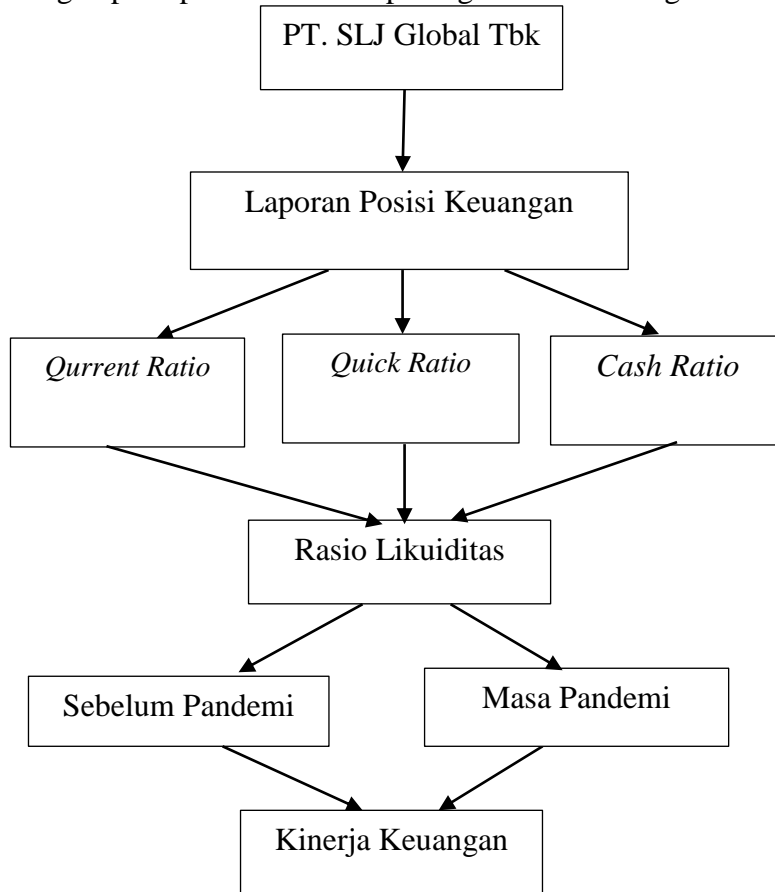 PT. SLJ Global Tbk
Laporan Posisi Keuangan
Qurrent Ratio
Quick Ratio
Cash Ratio
Rasio Likuiditas
Sebelum Pandemi
Masa Pandemi
Kinerja Keuangan